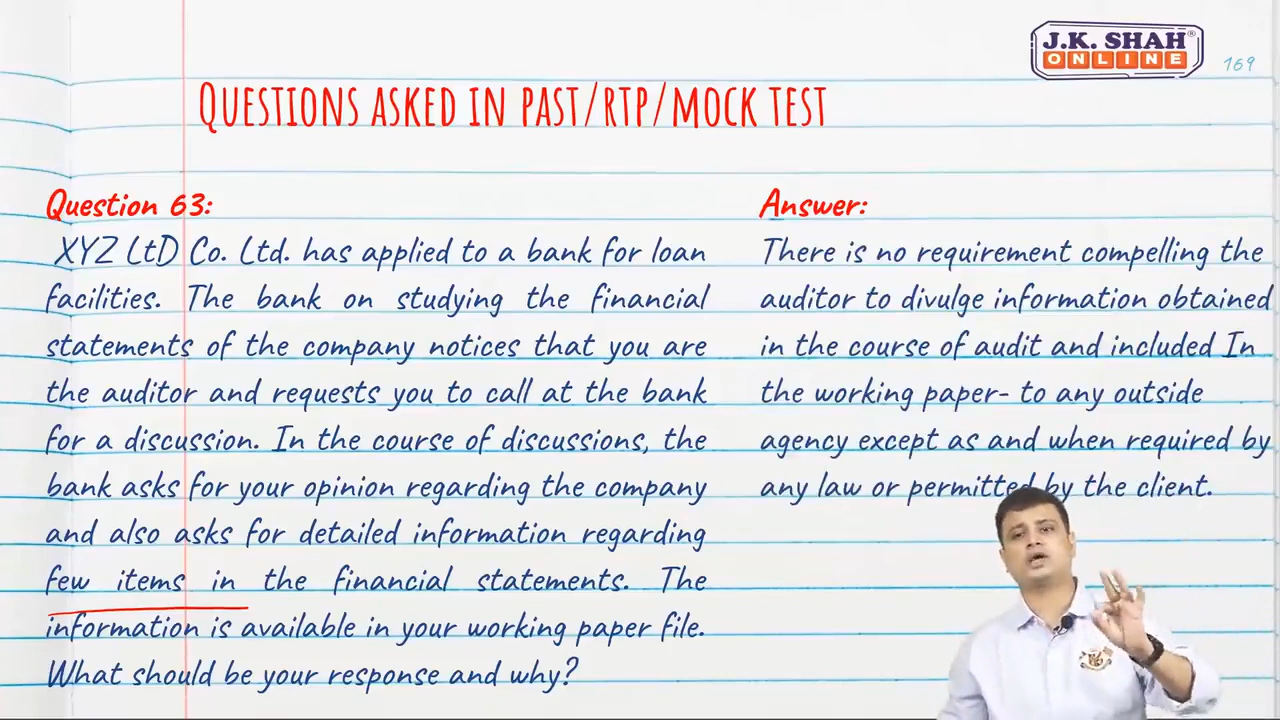 J.K. SHAH®
ONLINE
169
QUESTIONS ASKED IN PAST/RTP/MOCK TEST
Question 63:
XYZ LtD Co. Ltd. has applied to a bank for loan
facilities. The bank on studying the financial
statements of the company notices that you are
the auditor and requests you to call at the bank
for a discussion. In the course of discussions, the
bank asks for your opinion regarding the company
and also asks for detailed information regarding
few items in the financial statements. The
information is available in your working paper file.
What should be your response and why?
Answer:
There is no requirement compelling the
auditor to divulge information obtained
in the course of audit and included In
the working paper- to any outside
agency except as and when required by
any law or permitted by the client.